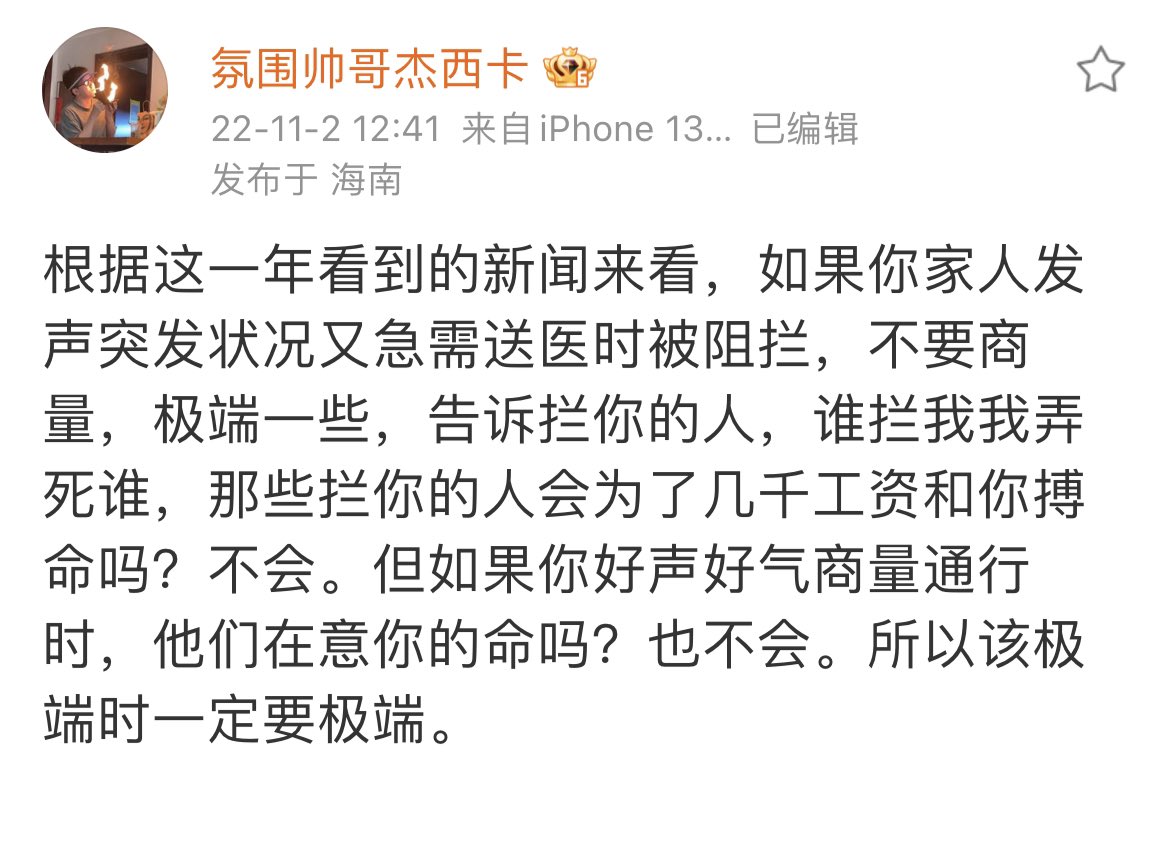 氛围帅哥杰西卡
22-11-2 12:41 来自iPhone 13... 已编辑
发布于 海南
根据这一年看到的新闻来看，如果你家人发
声突发状况又急需送医时被阻拦，不要商
量，极端一些，告诉拦你的人，谁拦我我弄
死谁，那些拦你的人会为了几千工资和你搏
命吗？不会。但如果你好声好气商量通行
时，他们在意你的命吗？也不会。所以该极
端时一定要极端。